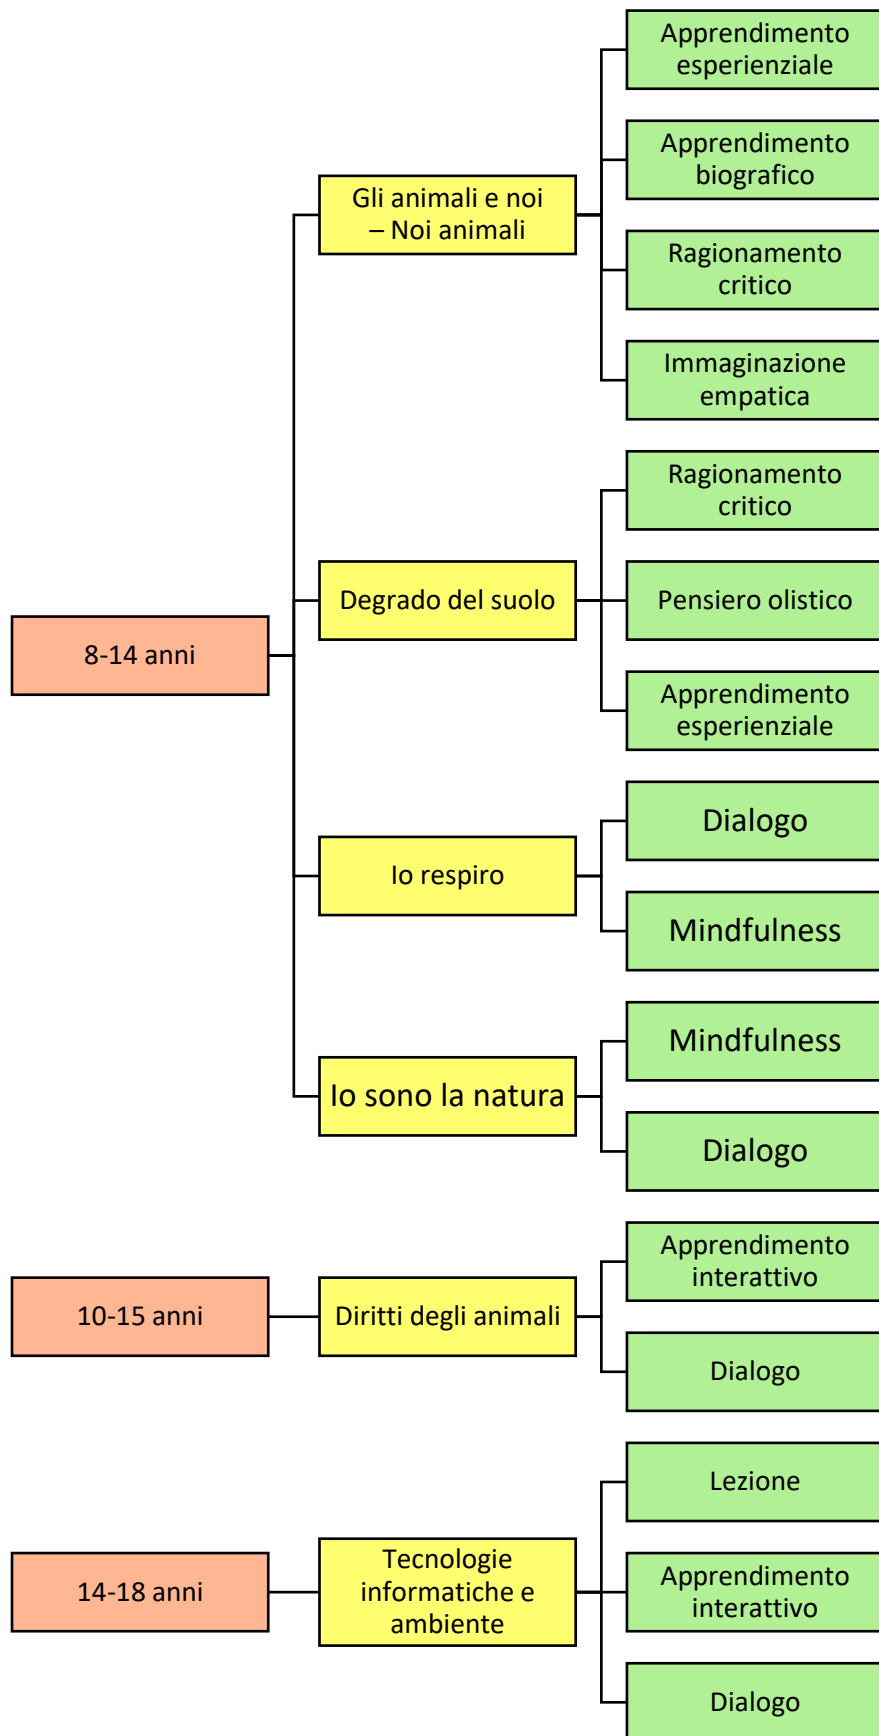 8-14 anni
Gli animali e noi
– Noi animali
Apprendimento
esperienziale
Apprendimento
biografico
Ragionamento
critico
Immaginazione
empatica
Degrado del suolo
Ragionamento
critico
Pensiero olistico
Apprendimento
esperienziale
Io respiro
Dialogo
Mindfulness
Io sono la natura
Mindfulness
Dialogo
10-15 anni
Diritti degli animali
Apprendimento
interattivo
Dialogo
14-18 anni
Tecnologie
informatiche e
ambiente
Lezione
Apprendimento
interattivo
Dialogo